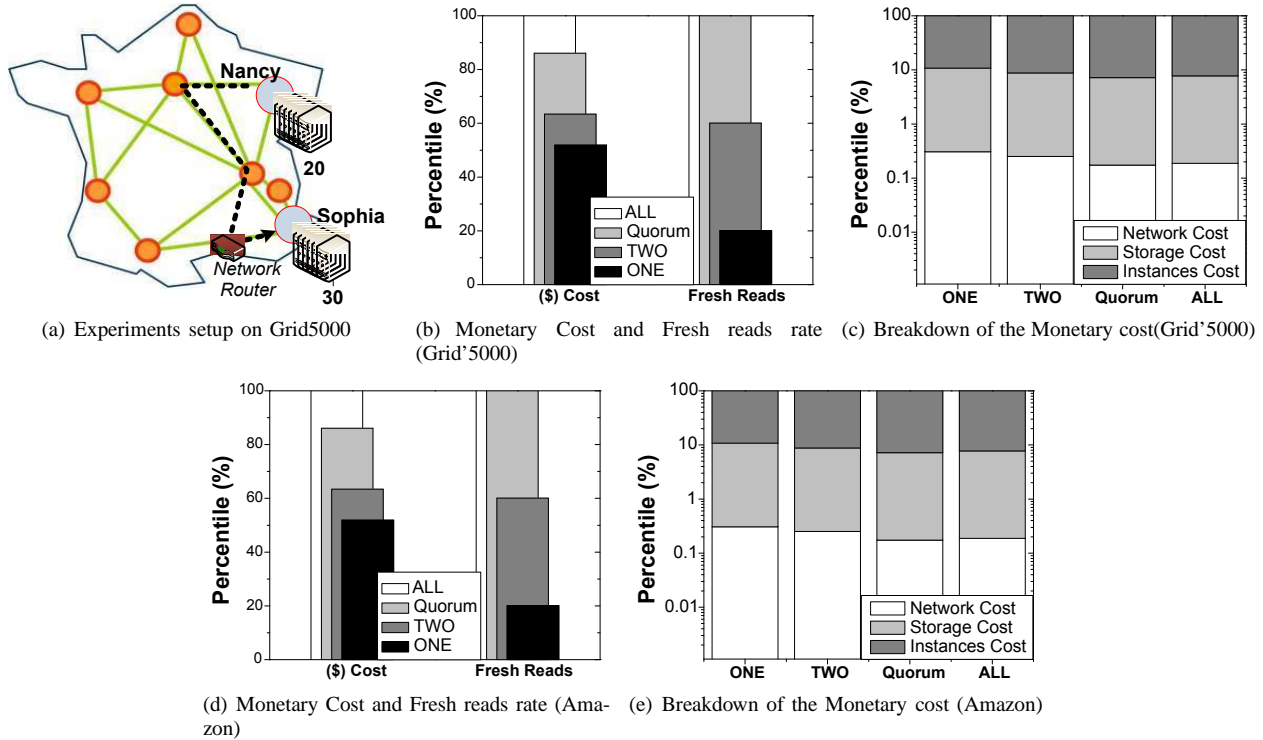 Nancy
20
Sophia
Network
Router
30
(a) Experiments setup on Grid5000
Percentile (%)
100
80
60
40
20
0
ALL
Quorum
TWO
ONE
($) Cost
Fresh Reads
(b) Monetary Cost and Fresh reads rate
(Grid'5000)
Percentile (%)
100
10
1
0.1
0.01
Network Cost
Storage Cost
Instances Cost
ONE
TWO
Quorum
ALL
(c) Breakdown of the Monetary cost(Grid'5000)
Percentile (%)
100
80
60
40
20
0
ALL
Quorum
TWO
ONE
($) Cost
Fresh Reads
(d) Monetary Cost and Fresh reads rate (Ama-
zon)
Percentile (%)
100
10
1
0.1
0.01
Network Cost
Storage Cost
Instances Cost
ONE
TWO
Quorum
ALL
(e) Breakdown of the Monetary cost (Amazon)